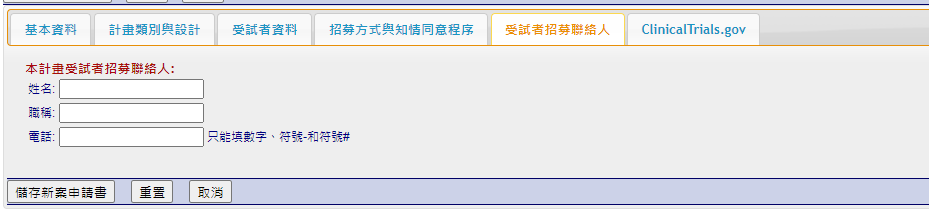 基本資料 計畫類別與設計 受試者資料 招募方式與知情同意程序 受試者招募聯絡人 ClinicalTrials.gov
本計畫受試者招募聯絡人:
姓名:
職稱:
電話: 只能填數字、符號-和符號#
儲存新案申請書 重置 取消